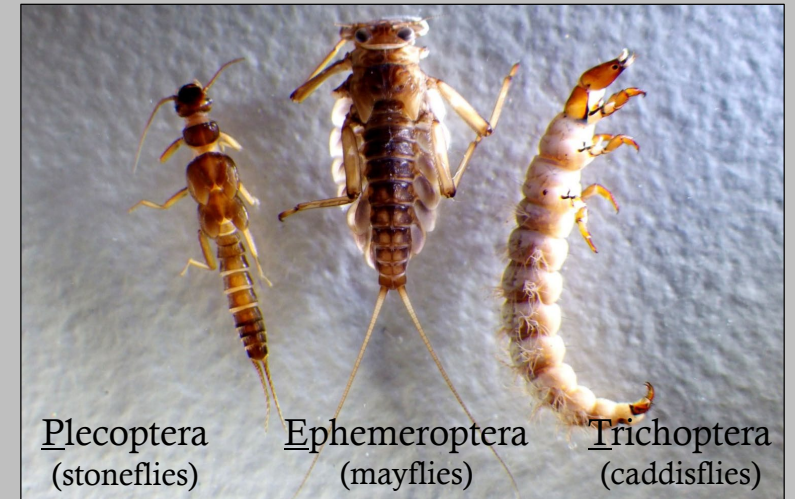 Plecoptera
(stoneflies)
Ephemeroptera
(mayflies)
Trichoptera
(caddisflies)